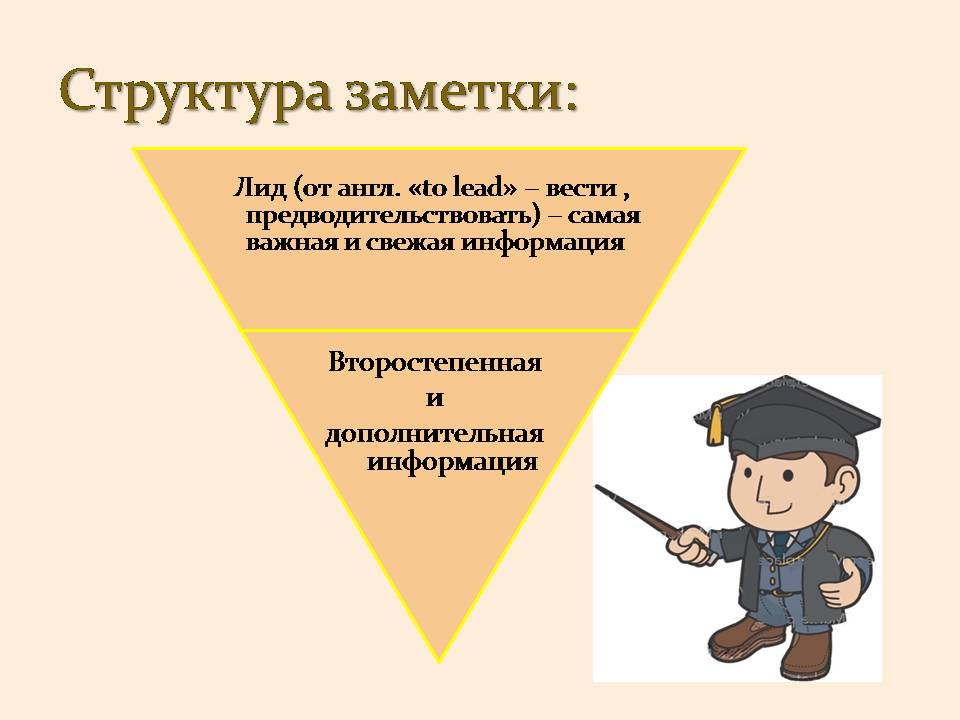 Структура заметки:
Лид (от англ. «to lead» – вести ,
предводительствовать) – самая
важная и свежая информация
Второстепенная
и
дополнительная
информация